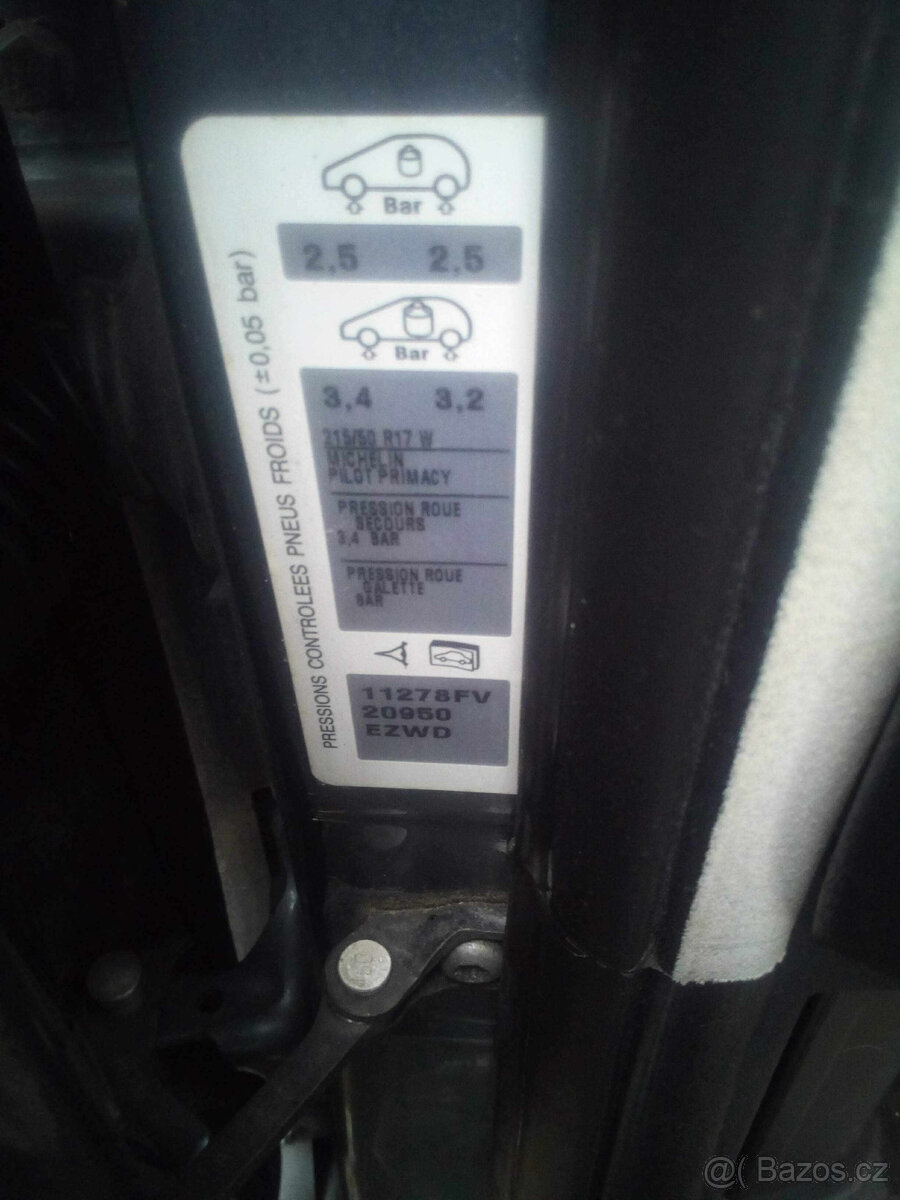 Bar
2,5 2,5
Bar
3,4 3,2
215/50 R17 W
MICHELIN
PILOT PRIMACY
PRESSION ROUE
SECOURS
3,4 BAR
PRESSION ROUE
GALETTE
BAR
11278FV
20950
EZWD
PRESSIONS CONTROLEES PNEUS FROIDS (±0,05 bar)
@( Bazos.cz